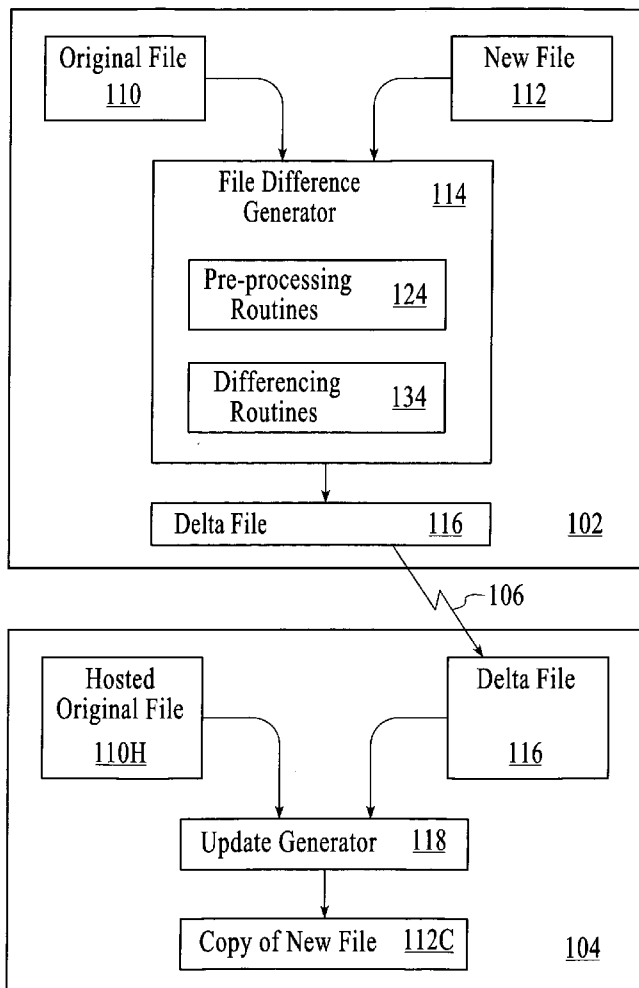 Original File
110
New File
112
File Difference
Generator
114
Pre-processing
Routines
124
Differencing
Routines
134
Delta File
116
102
106
Hosted
Original File
110H
Delta File
116
Update Generator
118
Copy of New File
112C
104